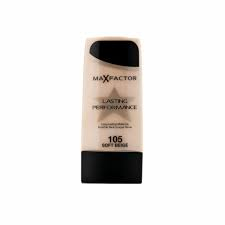 MAXFACTOR
LASTING
PERFORMANCE
105
SOFT BEIGE